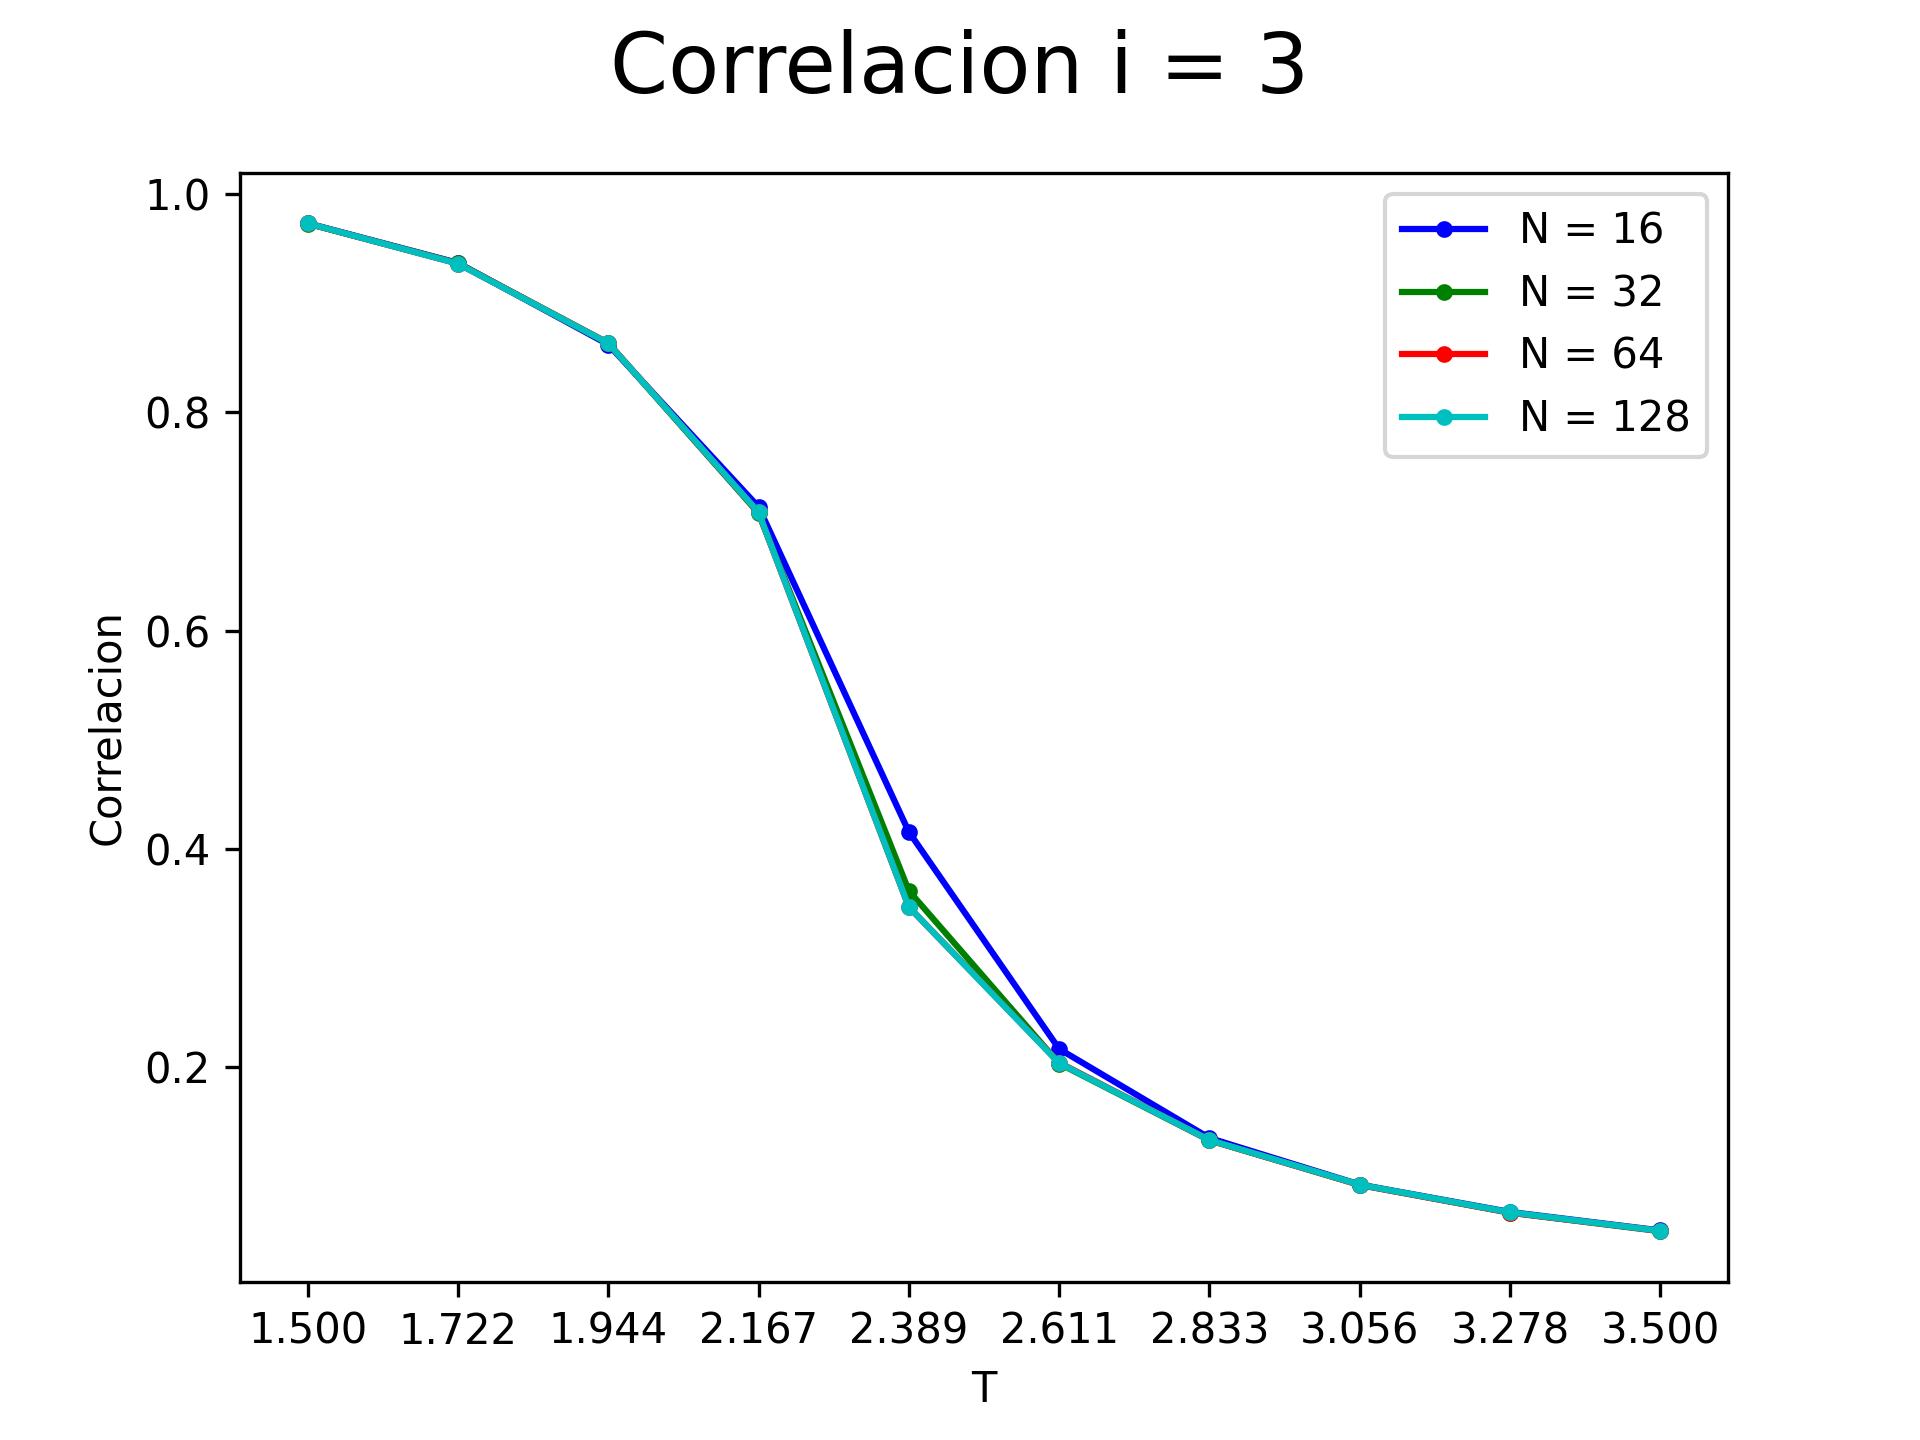 Correlacion i = 3
1.0
0.8
0.6
0.4
0.2
Correlacion
N = 16
N = 32
N = 64
N = 128
1.500 1.722 1.944 2.167 2.389 2.611 2.833 3.056 3.278 3.500
T